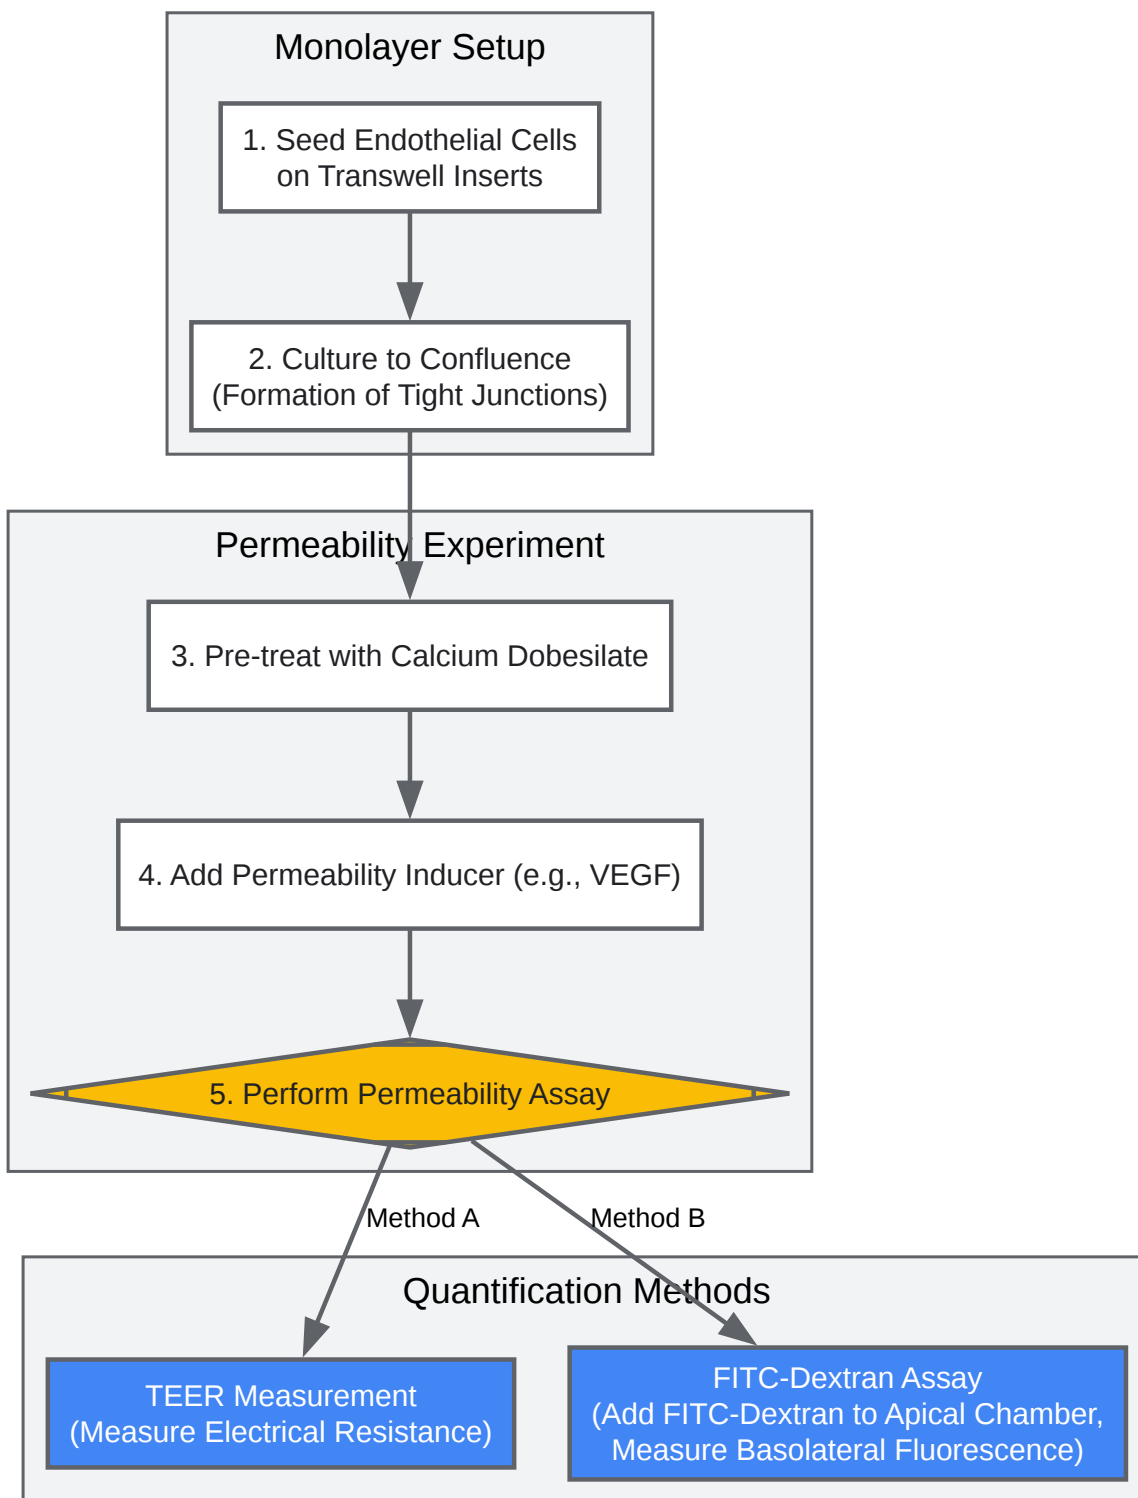 Monolayer Setup
1. Seed Endothelial Cells
on Transwell Inserts
2. Culture to Confluence
(Formation of Tight Junctions)
Permeability Experiment
3. Pre-treat with Calcium Dobesilate
4. Add Permeability Inducer (e.g., VEGF)
5. Perform Permeability Assay
Method A
Method B
Quantification Methods
TEER Measurement
(Measure Electrical Resistance)
FITC-Dextran Assay
(Add FITC-Dextran to Apical Chamber,
Measure Basolateral Fluorescence)